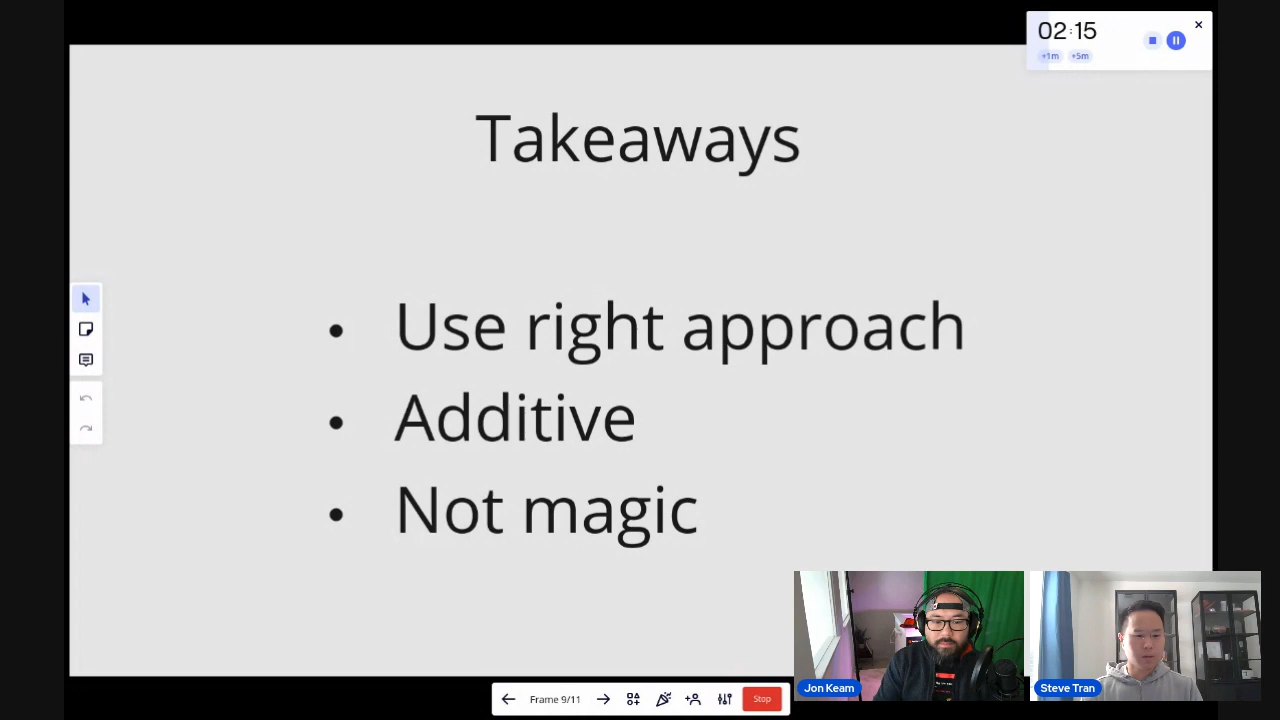 02:15
+1m +5m
Takeaways
• Use right approach
• Additive
• Not magic
Jon Keam
Steve Tran
Frame 9/11
Stop